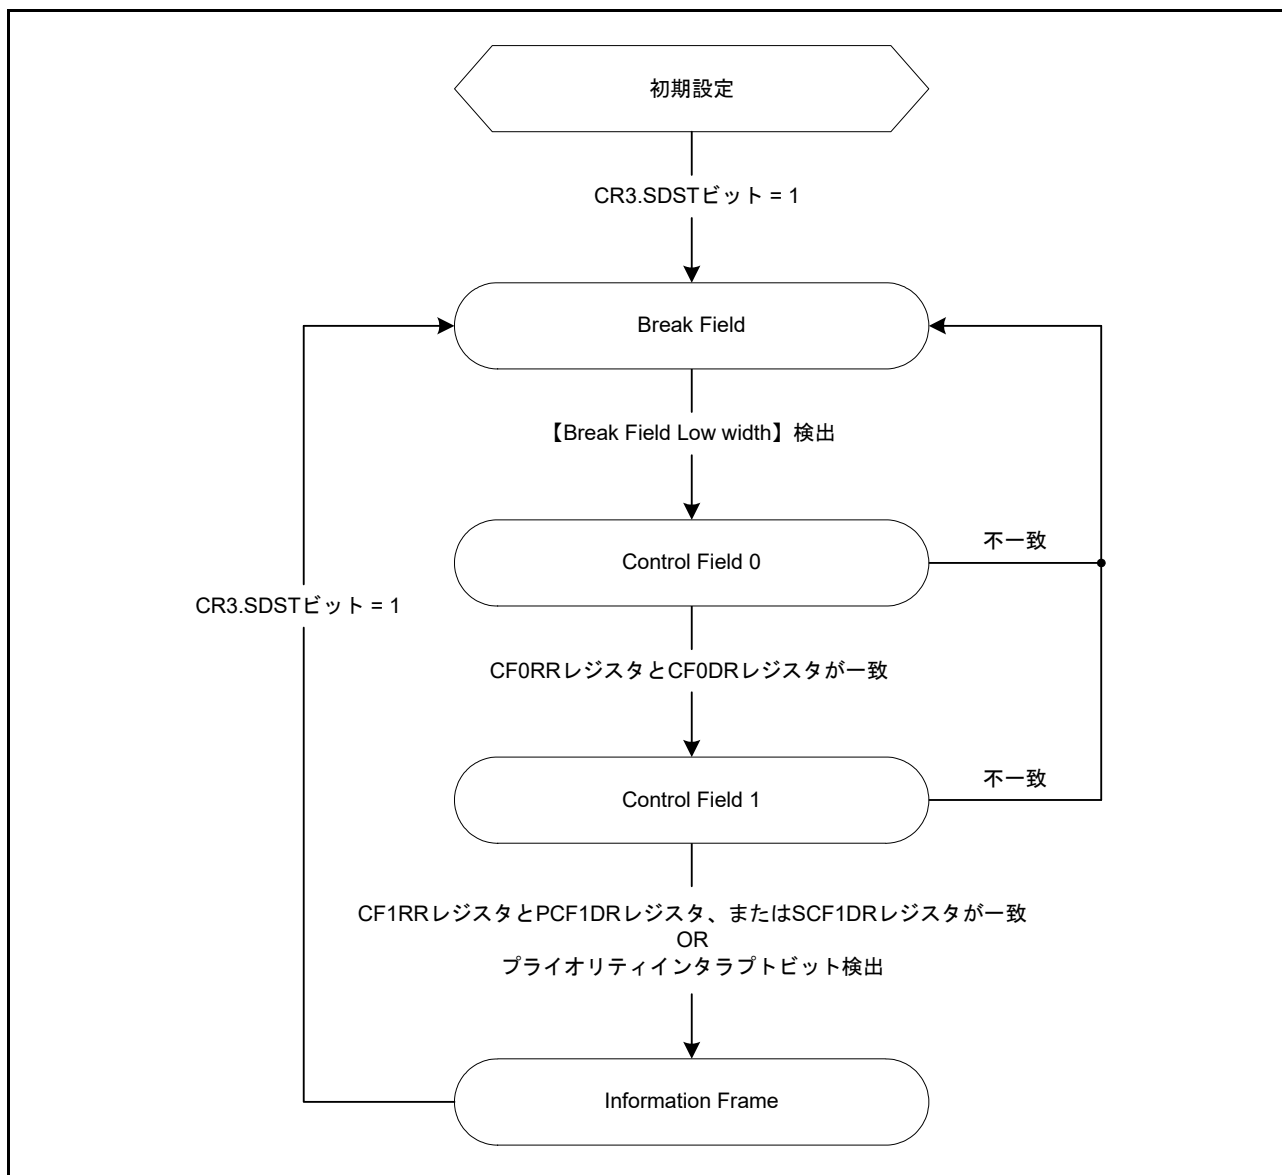 初期設定
CR3.SDSTビット = 1
Break Field
【Break Field Low width】検出
Control Field 0
不一致
CR3.SDSTビット = 1
CF0RRレジスタとCF0DRレジスタが一致
Control Field 1
不一致
CF1RRレジスタとPCF1DRレジスタ、またはSCF1DRレジスタが一致
OR
プライオリティインタラプトビット検出
Information Frame